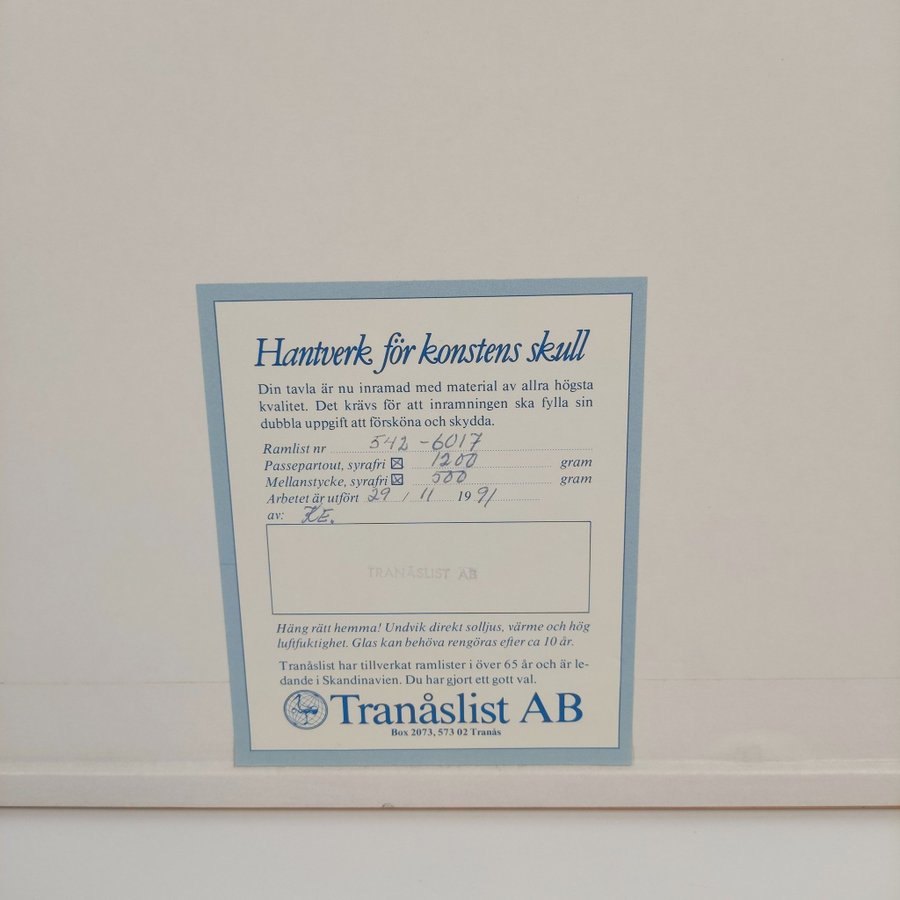 Hantverk för konstens skull
Din tavla är nu inramad med material av allra högsta
kvalitet. Det krävs för att inramningen ska fylla sin
dubbla uppgift att försköna och skydda.
Ramlist nr 542-6017
Passepartout, syrafri ☒ 1200 gram
Mellanstycke, syrafri ☒ 500 gram
Arbetet är utfört 29 / 11 19 91
av: KE.
TRANÅSLIST AB
Häng rätt hemma! Undvik direkt solljus, värme och hög
luftfuktighet. Glas kan behöva rengöras efter ca 10 år.
Tranåslist har tillverkat ramlister i över 65 år och är le-
dande i Skandinavien. Du har gjort ett gott val.
Tranåslist AB
Box 2073, 573 02 Tranås